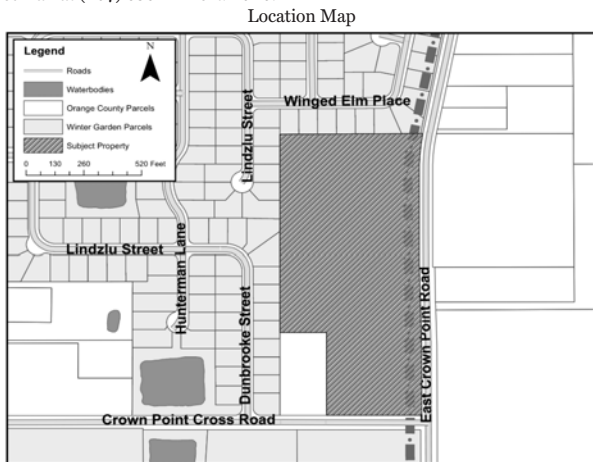 Location Map
Legend
N
Roads
Waterbodies
Orange County Parcels
Winter Garden Parcels
Subject Property
0 130 260 520 Feet
Winged Elm Place
Lindzlu Street
Lindzlu Street
Hunterman Lane
Dunbrooke Street
East Crown Point Road
Crown Point Cross Road